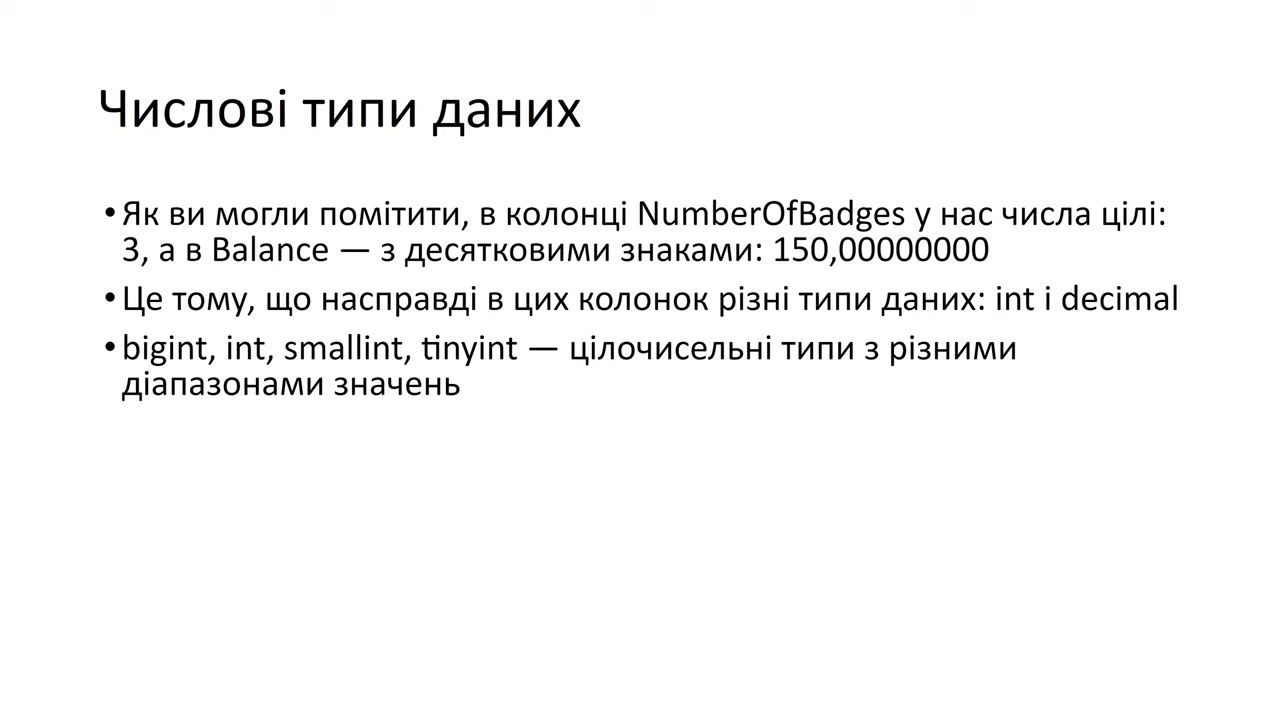 Числові типи даних
•Як ви могли помітити, в колонці NumberOfBadges у нас числа цілі:
3, а в Balance — з десятковими знаками: 150,00000000
•Це тому, що насправді в цих колонок різні типи даних: int і decimal
•bigint, int, smallint, tinyint — цілочисельні типи з різними
діапазонами значень